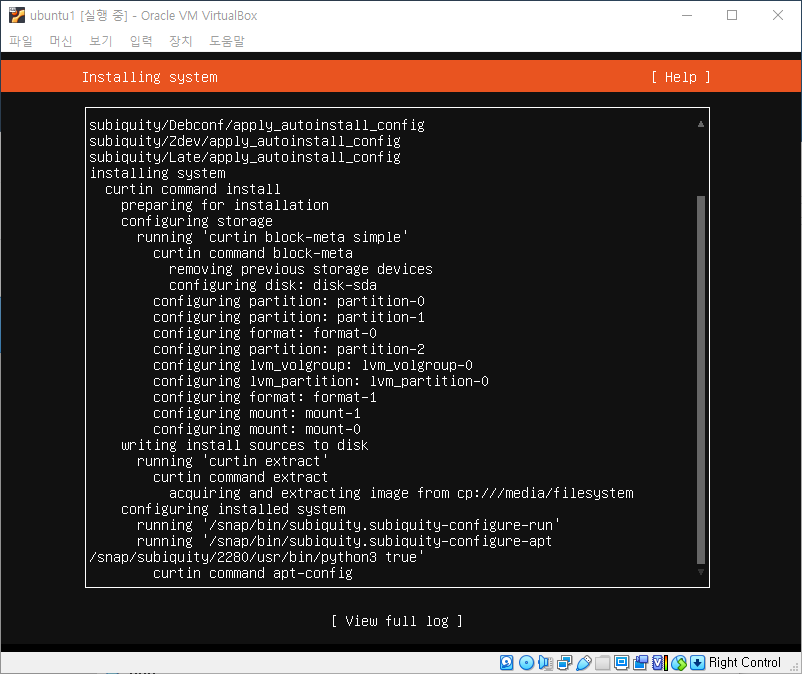 ubuntu1 [실행 중] - Oracle VM VirtualBox
파일 머신 보기 입력 장치 도움말
Installing system [ Help ]
subiquity/Debconf/apply_autoinstall_config
subiquity/Zdev/apply_autoinstall_config
subiquity/Late/apply_autoinstall_config
installing system
curtin command install
preparing for installation
configuring storage
running 'curtin block-meta simple'
curtin command block-meta
removing previous storage devices
configuring disk: disk-sda
configuring partition: partition-0
configuring partition: partition-1
configuring format: format-0
configuring partition: partition-2
configuring lvm_volgroup: lvm_volgroup-0
configuring lvm_partition: lvm_partition-0
configuring format: format-1
configuring mount: mount-1
configuring mount: mount-0
writing install sources to disk
running 'curtin extract'
curtin command extract
acquiring and extracting image from cp:///media/filesystem
configuring installed system
running '/snap/bin/subiquity.subiquity-configure-run'
running '/snap/bin/subiquity.subiquity-configure-apt
/snap/subiquity/2280/usr/bin/python3 true'
curtin command apt-config
[ View full log ]
Right Control